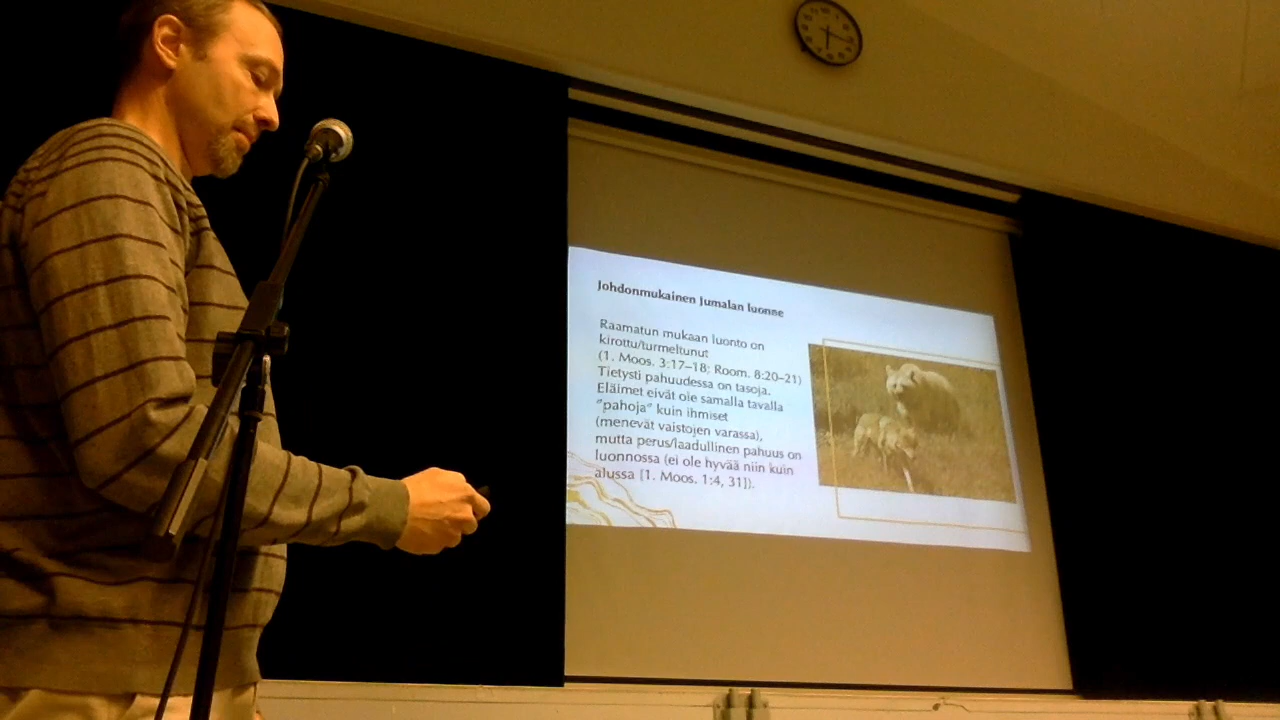 Johdonmukainen Jumalan luonne
Raamatun mukaan luonto on
kirottu/turmeltunut
(1. Moos. 3:17–18; Room. 8:20–21)
Tietysti pahuudessa on tasoja.
Eläimet eivät ole samalla tavalla
"pahoja" kuin ihmiset
(menevät vaistojen varassa),
mutta perus/laadullinen pahuus on
luonnossa (ei ole hyvää niin kuin
alussa [1. Moos. 1:4, 31]).